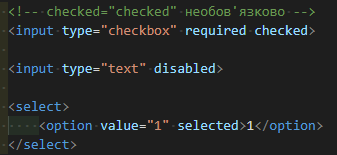 <!-- checked="checked" необов'язково -->
<input type="checkbox" required checked>
<input type="text" disabled>
<select>
<option value="1" selected>1</option>
</select>